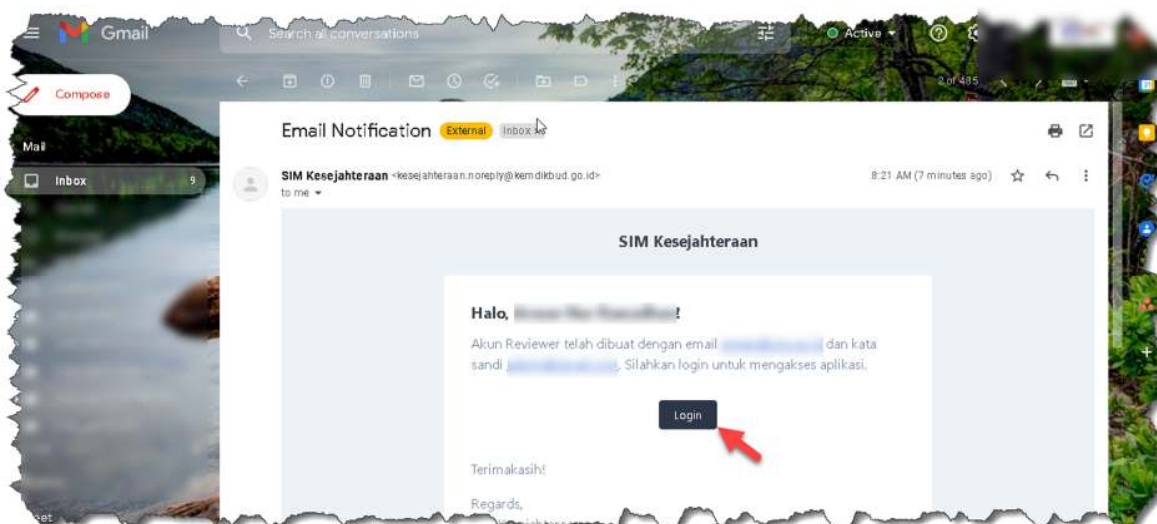 Gmail
Search all conversations
Active
Compose
2 of 435
Mail
Email Notification External Inbox x
Inbox 9
SIM Kesejahteraan <kesejahteraan.noreply@kemdikbud.go.id>
8:21 AM (7 minutes ago)
to me
SIM Kesejahteraan
Halo, !
Akun Reviewer telah dibuat dengan email dan kata
sandi . Silahkan login untuk mengakses aplikasi.
Login
Terimakasih!
Regards,